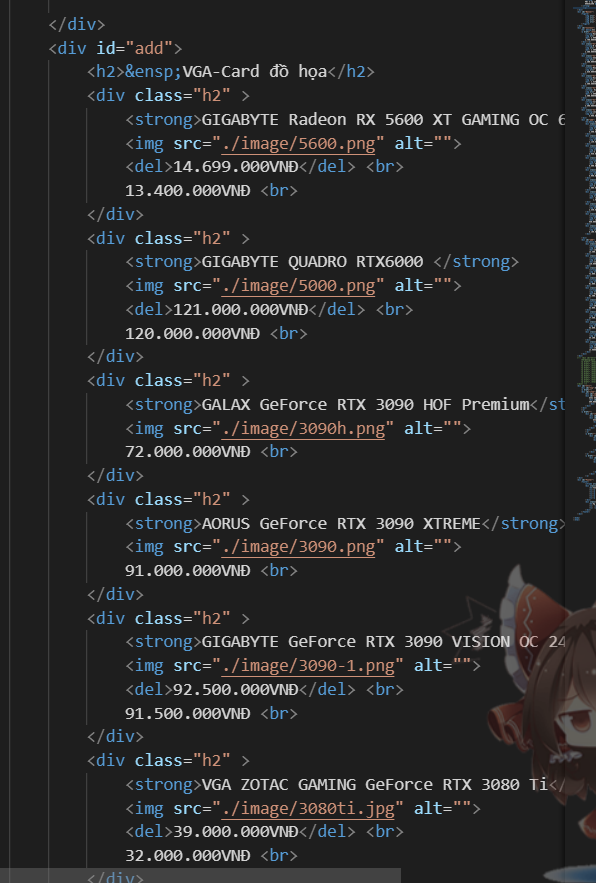 </div>
<div id="add">
<h2>&ensp;VGA-Card đồ họa</h2>
<div class="h2" >
<strong>GIGABYTE Radeon RX 5600 XT GAMING OC 6
<img src="./image/5600.png" alt="">
<del>14.699.000VNĐ</del> <br>
13.400.000VNĐ <br>
</div>
<div class="h2" >
<strong>GIGABYTE QUADRO RTX6000 </strong>
<img src="./image/5000.png" alt="">
<del>121.000.000VNĐ</del> <br>
120.000.000VNĐ <br>
</div>
<div class="h2" >
<strong>GALAX GeForce RTX 3090 HOF Premium</st
<img src="./image/3090h.png" alt="">
72.000.000VNĐ <br>
</div>
<div class="h2" >
<strong>AORUS GeForce RTX 3090 XTREME</strong>
<img src="./image/3090.png" alt="">
91.000.000VNĐ <br>
</div>
<div class="h2" >
<strong>GIGABYTE GeForce RTX 3090 VISION OC 24
<img src="./image/3090-1.png" alt="">
<del>92.500.000VNĐ</del> <br>
91.500.000VNĐ <br>
</div>
<div class="h2" >
<strong>VGA ZOTAC GAMING GeForce RTX 3080 Ti</
<img src="./image/3080ti.jpg" alt="">
<del>39.000.000VNĐ</del> <br>
32.000.000VNĐ <br>
</div>